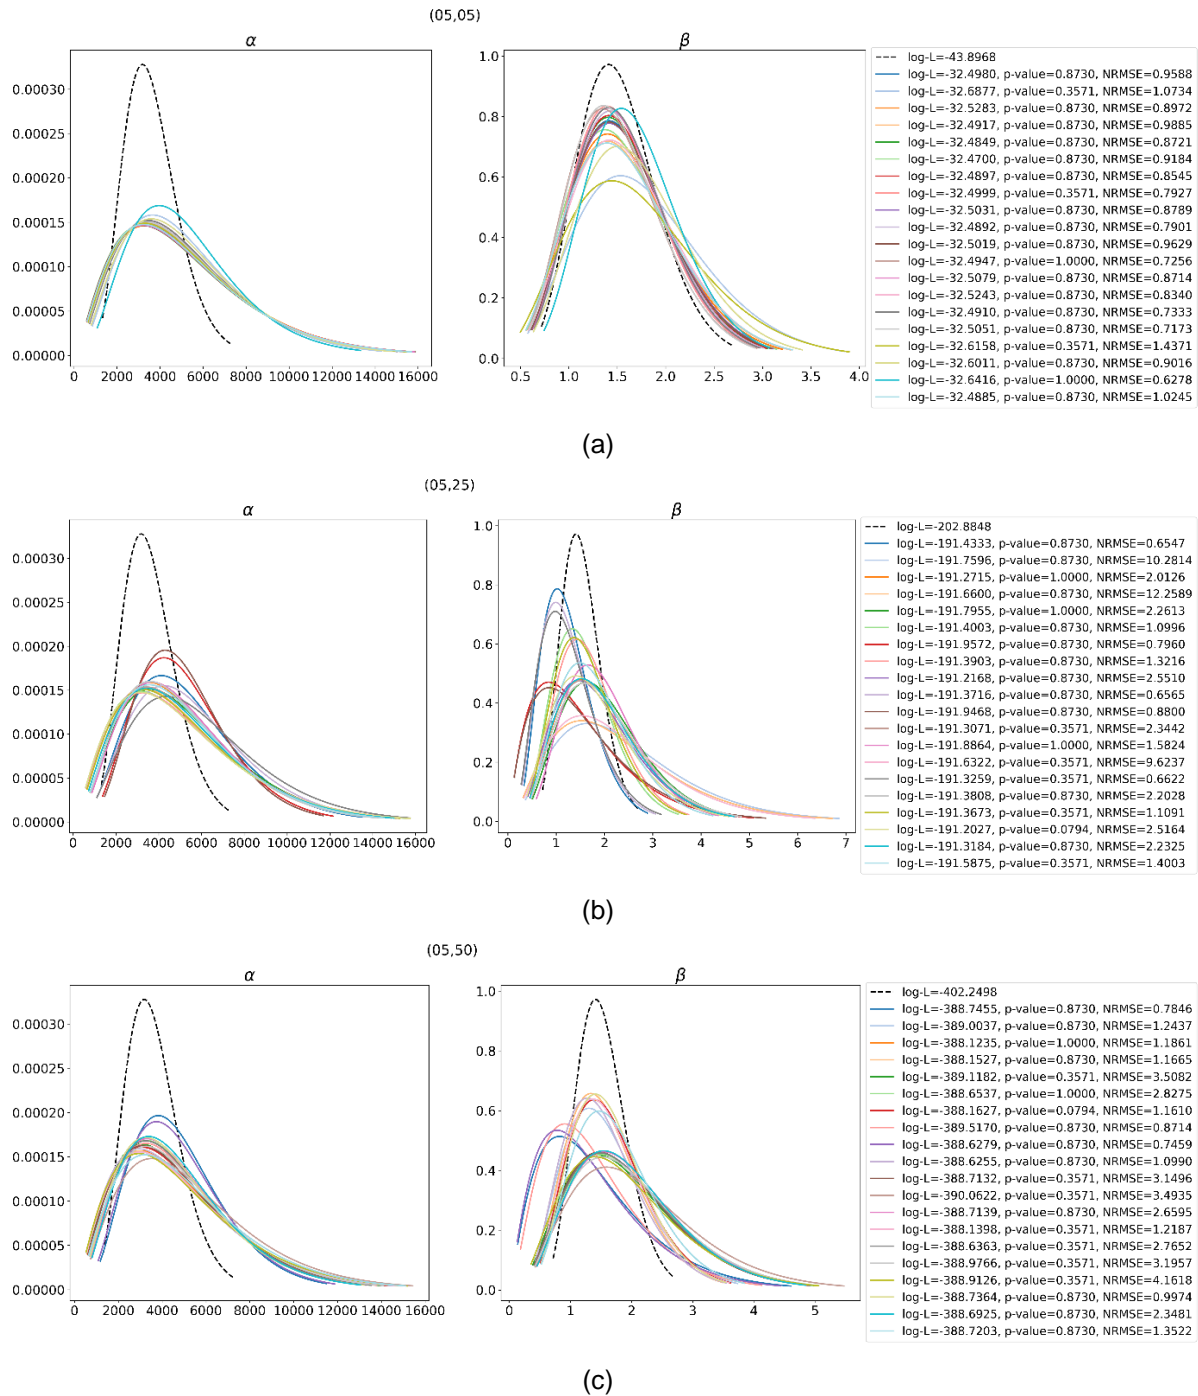 (05,05)
α
β
0.00030
0.00025
0.00020
0.00015
0.00010
0.00005
0.00000
0 2000 4000 6000 8000 10000 12000 14000 16000
1.0
0.8
0.6
0.4
0.2
0.0
0.5 1.0 1.5 2.0 2.5 3.0 3.5 4.0
log-L=-43.8968
log-L=-32.4980, p-value=0.8730, NRMSE=0.9588
log-L=-32.6877, p-value=0.3571, NRMSE=1.0734
log-L=-32.5283, p-value=0.8730, NRMSE=0.8972
log-L=-32.4917, p-value=0.8730, NRMSE=0.9885
log-L=-32.4849, p-value=0.8730, NRMSE=0.8721
log-L=-32.4700, p-value=0.8730, NRMSE=0.9184
log-L=-32.4897, p-value=0.8730, NRMSE=0.8545
log-L=-32.4999, p-value=0.3571, NRMSE=0.7927
log-L=-32.5031, p-value=0.8730, NRMSE=0.8789
log-L=-32.4892, p-value=0.8730, NRMSE=0.7901
log-L=-32.5019, p-value=0.8730, NRMSE=0.9629
log-L=-32.4947, p-value=1.0000, NRMSE=0.7256
log-L=-32.5079, p-value=0.8730, NRMSE=0.8714
log-L=-32.5243, p-value=0.8730, NRMSE=0.8340
log-L=-32.4910, p-value=0.8730, NRMSE=0.7333
log-L=-32.5051, p-value=0.8730, NRMSE=0.7173
log-L=-32.6158, p-value=0.3571, NRMSE=1.4371
log-L=-32.6011, p-value=0.8730, NRMSE=0.9016
log-L=-32.6416, p-value=1.0000, NRMSE=0.6278
log-L=-32.4885, p-value=0.8730, NRMSE=1.0245
(a)
(05,25)
α
β
0.00030
0.00025
0.00020
0.00015
0.00010
0.00005
0.00000
0 2000 4000 6000 8000 10000 12000 14000 16000
1.0
0.8
0.6
0.4
0.2
0.0
0 1 2 3 4 5 6 7
log-L=-202.8848
log-L=-191.4333, p-value=0.8730, NRMSE=0.6547
log-L=-191.7596, p-value=0.8730, NRMSE=10.2814
log-L=-191.2715, p-value=1.0000, NRMSE=2.0126
log-L=-191.6600, p-value=0.8730, NRMSE=12.2589
log-L=-191.7955, p-value=1.0000, NRMSE=2.2613
log-L=-191.4003, p-value=0.8730, NRMSE=1.0996
log-L=-191.9572, p-value=0.8730, NRMSE=0.7960
log-L=-191.3903, p-value=0.8730, NRMSE=1.3216
log-L=-191.2168, p-value=0.8730, NRMSE=2.5510
log-L=-191.3716, p-value=0.8730, NRMSE=0.6565
log-L=-191.9468, p-value=0.8730, NRMSE=0.8800
log-L=-191.3071, p-value=0.3571, NRMSE=2.3442
log-L=-191.8864, p-value=1.0000, NRMSE=1.5824
log-L=-191.6322, p-value=0.3571, NRMSE=9.6237
log-L=-191.3259, p-value=0.3571, NRMSE=0.6622
log-L=-191.3808, p-value=0.8730, NRMSE=2.2028
log-L=-191.3673, p-value=0.3571, NRMSE=1.1091
log-L=-191.2027, p-value=0.0794, NRMSE=2.5164
log-L=-191.3184, p-value=0.8730, NRMSE=2.2325
log-L=-191.5875, p-value=0.3571, NRMSE=1.4003
(b)
(05,50)
α
β
0.00030
0.00025
0.00020
0.00015
0.00010
0.00005
0.00000
0 2000 4000 6000 8000 10000 12000 14000 16000
1.0
0.8
0.6
0.4
0.2
0.0
0 1 2 3 4 5
log-L=-402.2498
log-L=-388.7455, p-value=0.8730, NRMSE=0.7846
log-L=-389.0037, p-value=0.8730, NRMSE=1.2437
log-L=-388.1235, p-value=1.0000, NRMSE=1.1861
log-L=-388.1527, p-value=0.8730, NRMSE=1.1665
log-L=-389.1182, p-value=0.3571, NRMSE=3.5082
log-L=-388.6537, p-value=1.0000, NRMSE=2.8275
log-L=-388.1627, p-value=0.0794, NRMSE=1.1610
log-L=-389.5170, p-value=0.8730, NRMSE=0.8714
log-L=-388.6279, p-value=0.8730, NRMSE=0.7459
log-L=-388.6255, p-value=0.8730, NRMSE=1.0990
log-L=-388.7132, p-value=0.3571, NRMSE=3.1496
log-L=-390.0622, p-value=0.3571, NRMSE=3.4935
log-L=-388.7139, p-value=0.8730, NRMSE=2.6595
log-L=-388.1398, p-value=0.3571, NRMSE=1.2187
log-L=-388.6363, p-value=0.3571, NRMSE=2.7652
log-L=-388.9766, p-value=0.3571, NRMSE=3.1957
log-L=-388.9126, p-value=0.3571, NRMSE=4.1618
log-L=-388.7364, p-value=0.8730, NRMSE=0.9974
log-L=-388.6925, p-value=0.8730, NRMSE=2.3481
log-L=-388.7203, p-value=0.8730, NRMSE=1.3522
(c)